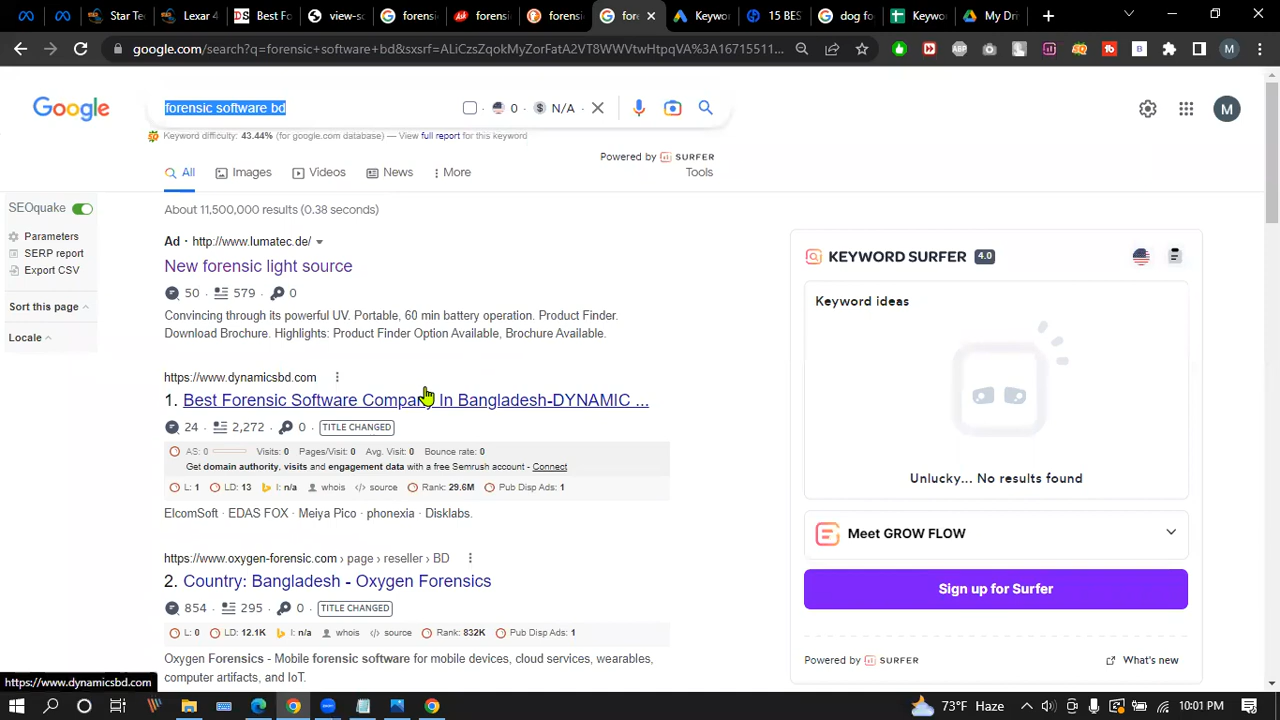 Star Tec
Lexar 4
Best Fo
view-so
forensic
forensi
forensi
fore
Keywor
15 BES
dog fo
Keywo
My Dri
google.com/search?q=forensic+software+bd&sxsrf=ALiCzsZqokMyZorFatA2VT8WWVtwHtpqVA%3A16715511...
M
Google
forensic software bd
0 · $ N/A ·
M
Keyword difficulty: 43.44% (for google.com database) — View full report for this keyword
Powered by SURFER
All
Images
Videos
News
More
Tools
SEOquake
Parameters
SERP report
Export CSV
Sort this page
Locale
About 11,500,000 results (0.38 seconds)
Ad · http://www.lumatec.de/
New forensic light source
50 · 579 · 0
Convincing through its powerful UV. Portable, 60 min battery operation. Product Finder.
Download Brochure. Highlights: Product Finder Option Available, Brochure Available.
https://www.dynamicsbd.com
1. Best Forensic Software Company In Bangladesh-DYNAMIC ...
24 · 2,272 · 0 TITLE CHANGED
AS: 0 Visits: 0 Pages/Visit: 0 Avg. Visit: 0 Bounce rate: 0
Get domain authority, visits and engagement data with a free Semrush account - Connect
L: 1 LD: 13 I: n/a whois source Rank: 29.6M Pub Disp Ads: 1
ElcomSoft · EDAS FOX · Meiya Pico · phonexia · Disklabs.
https://www.oxygen-forensic.com › page › reseller › BD
2. Country: Bangladesh - Oxygen Forensics
854 · 295 · 0 TITLE CHANGED
L: 0 LD: 12.1K I: n/a whois source Rank: 832K Pub Disp Ads: 1
Oxygen Forensics - Mobile forensic software for mobile devices, cloud services, wearables,
computer artifacts, and IoT.
KEYWORD SURFER 4.0
Keyword ideas
Unlucky... No results found
Meet GROW FLOW
Sign up for Surfer
Powered by SURFER
What's new
https://www.dynamicsbd.com
73°F Haze
10:01 PM